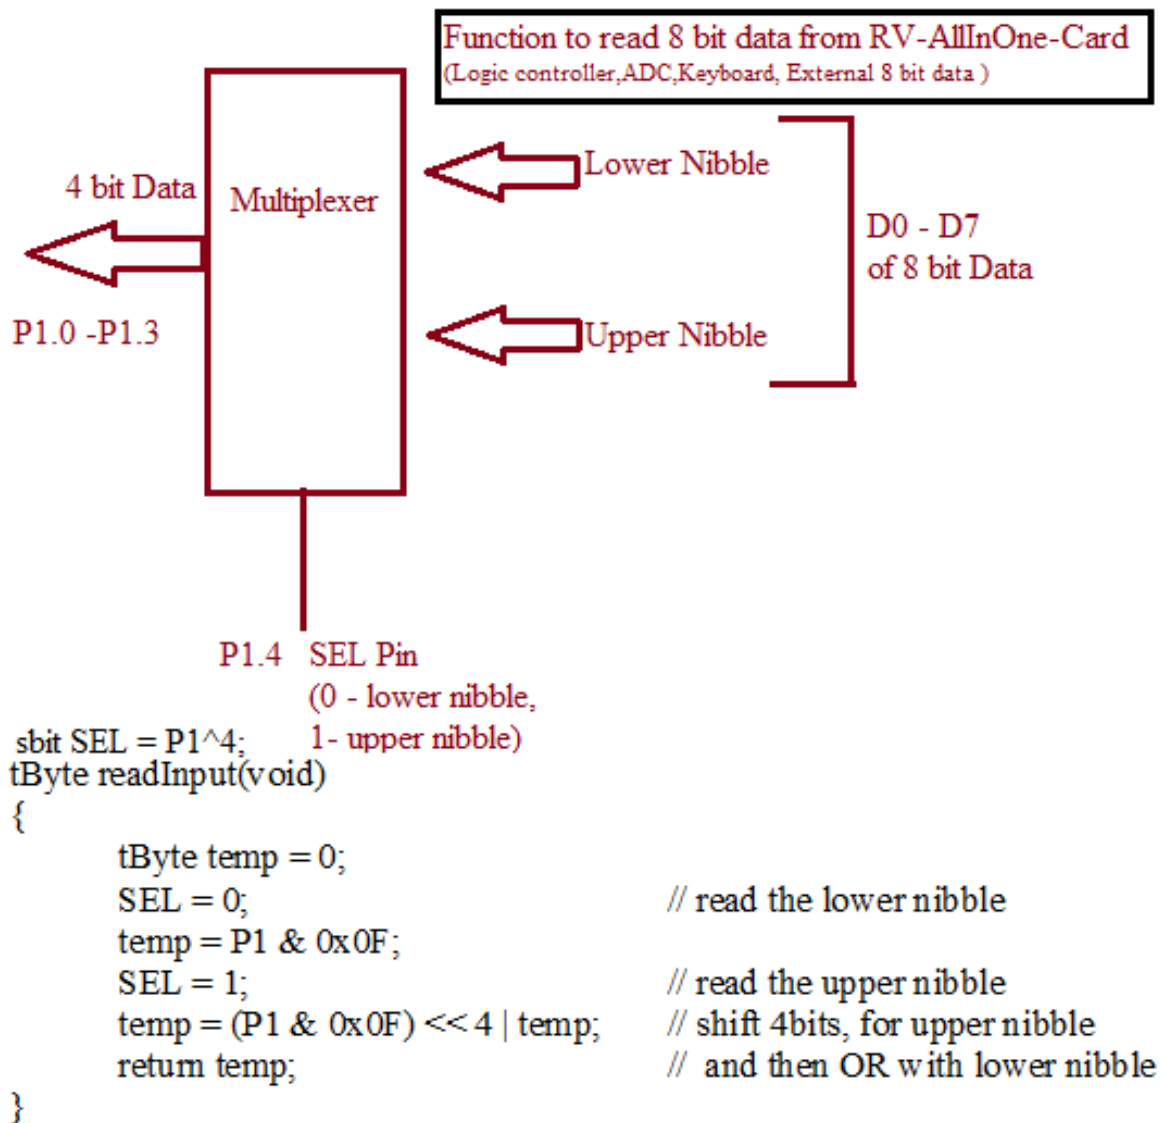 Function to read 8 bit data from RV-AllInOne-Card
(Logic controller,ADC,Keyboard, External 8 bit data )
Lower Nibble
4 bit Data
Multiplexer
D0 - D7
of 8 bit Data
P1.0 -P1.3
Upper Nibble
P1.4 SEL Pin
(0 - lower nibble,
1- upper nibble)
sbit SEL = P1^4;
tByte readInput(void)
{
tByte temp = 0;
SEL = 0; // read the lower nibble
temp = P1 & 0x0F;
SEL = 1; // read the upper nibble
temp = (P1 & 0x0F) << 4 | temp; // shift 4bits, for upper nibble
return temp; // and then OR with lower nibble
}